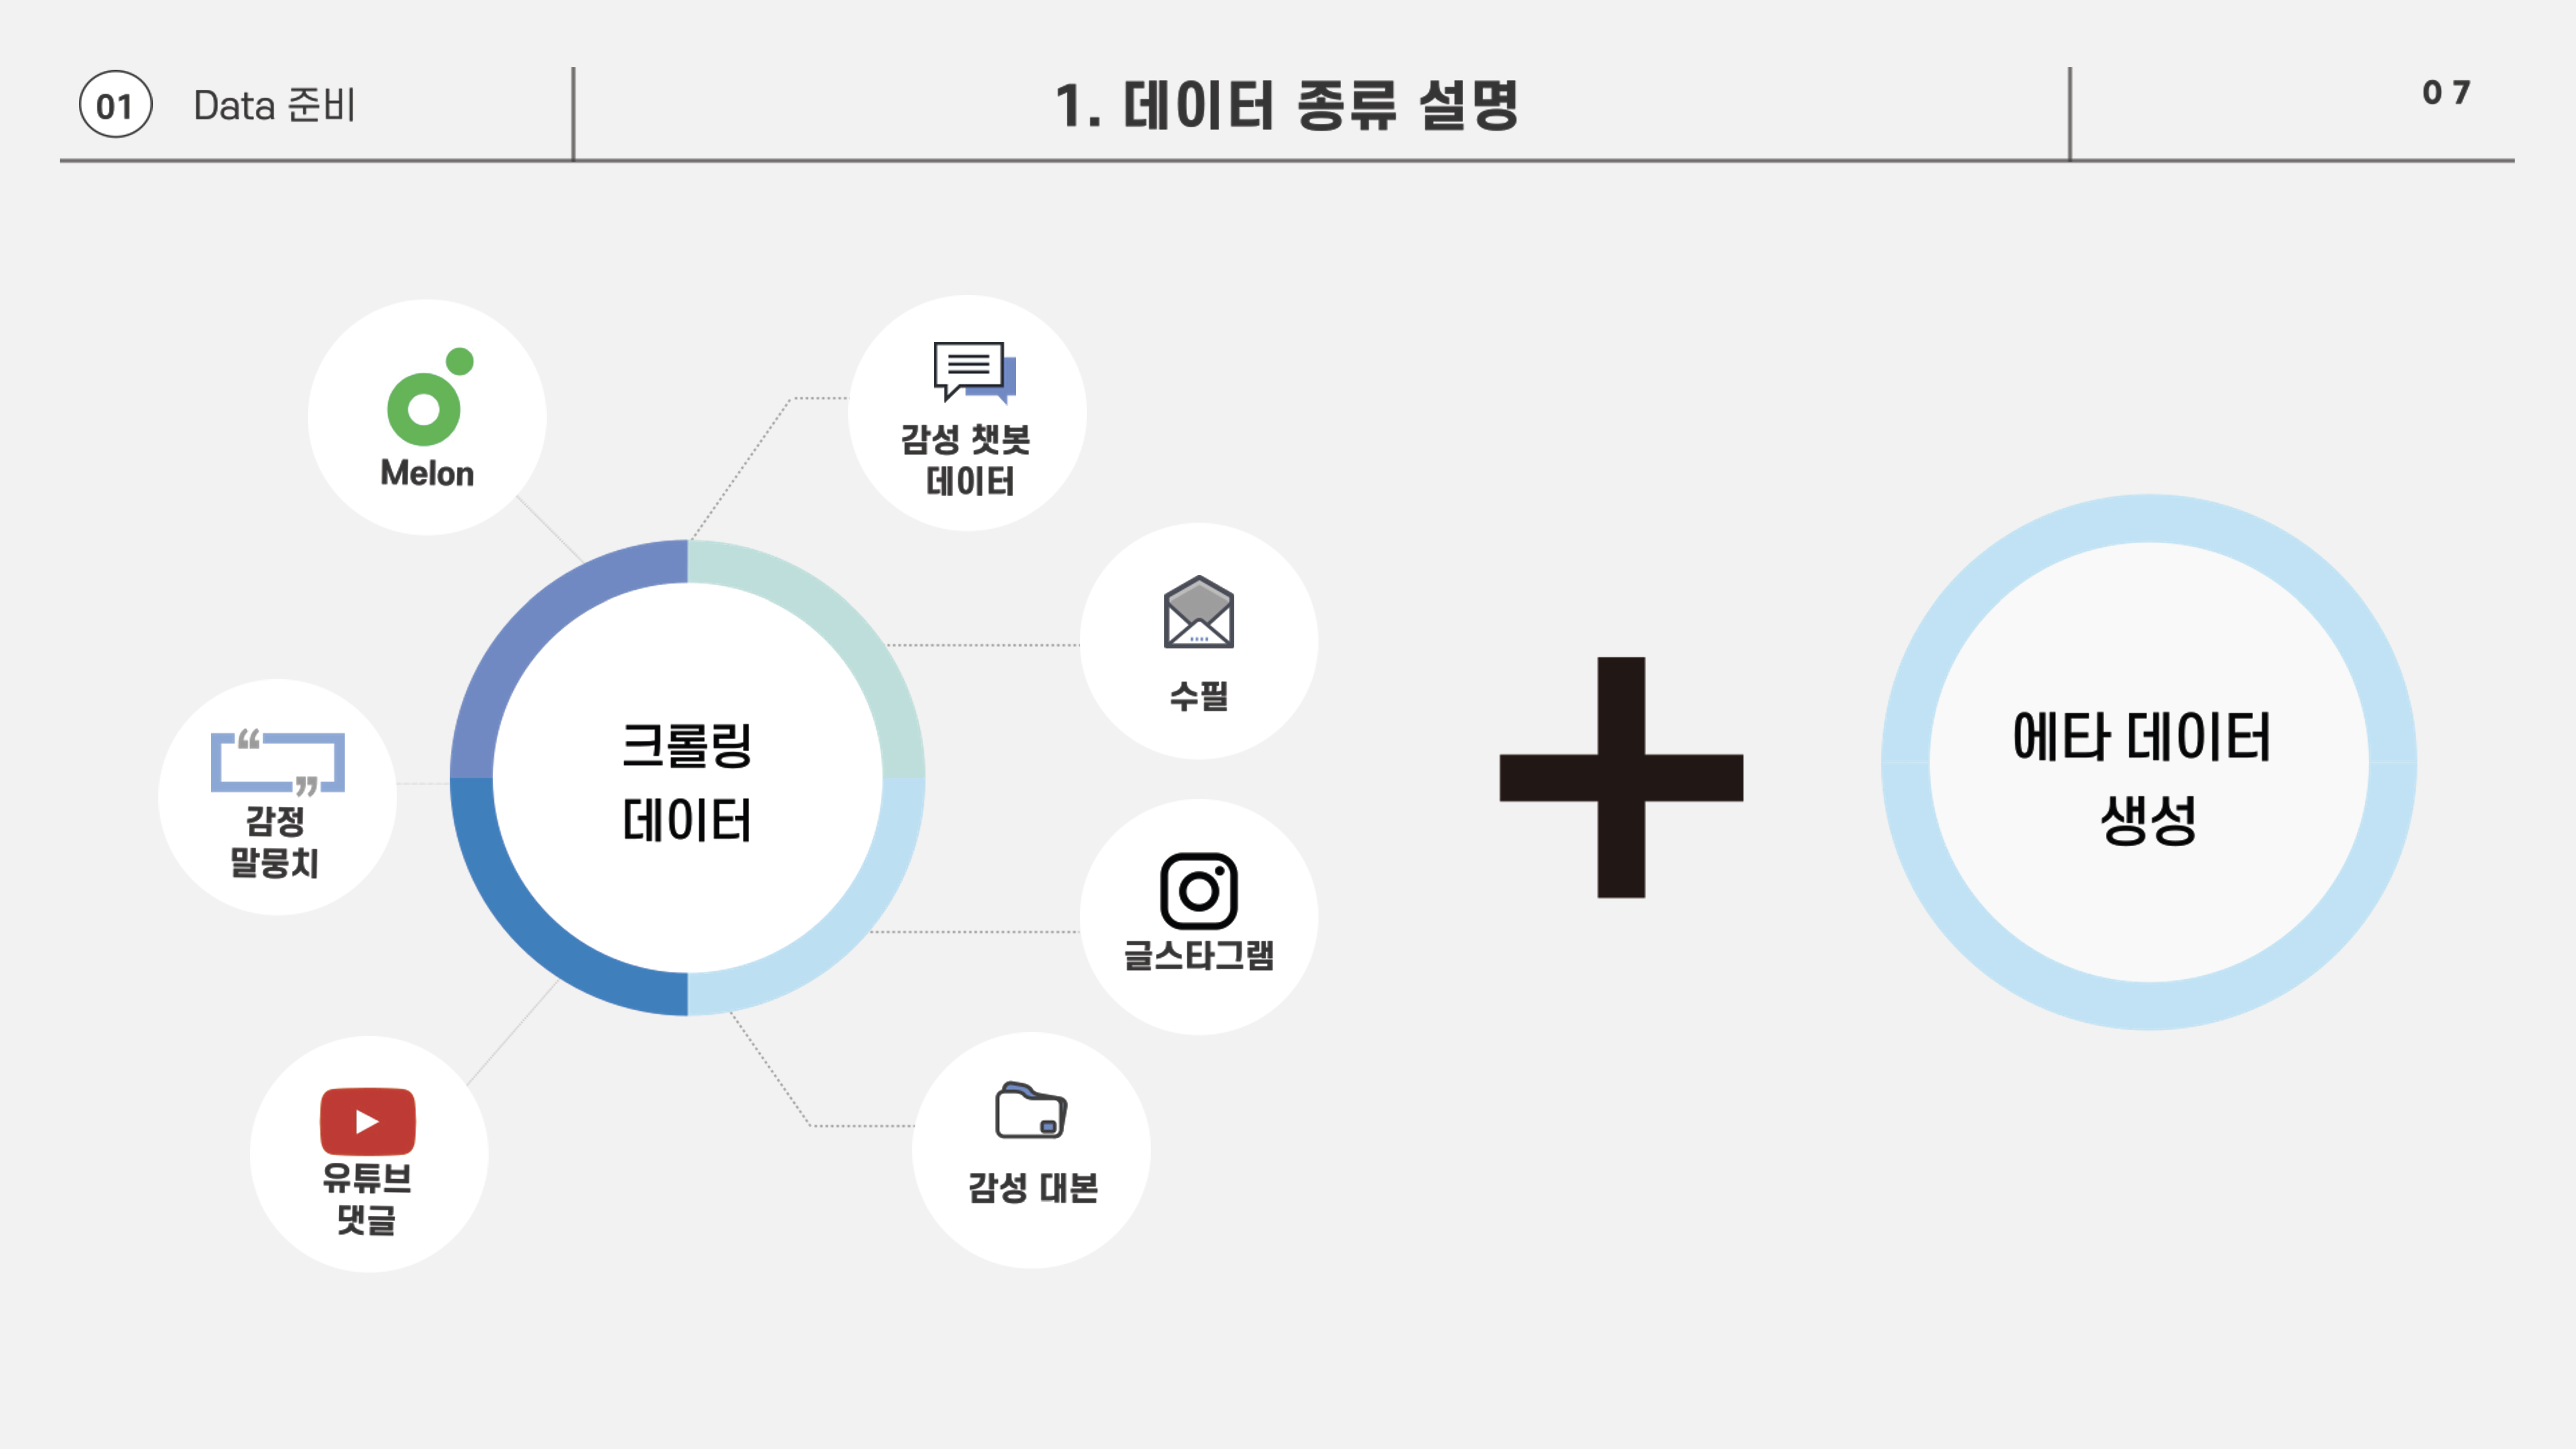 01
Data 준비
1. 데이터 종류 설명
07
Melon
감성 챗봇
데이터
수필
감정
말뭉치
크롤링
데이터
글스타그램
유튜브
댓글
감성 대본
에타 데이터
생성